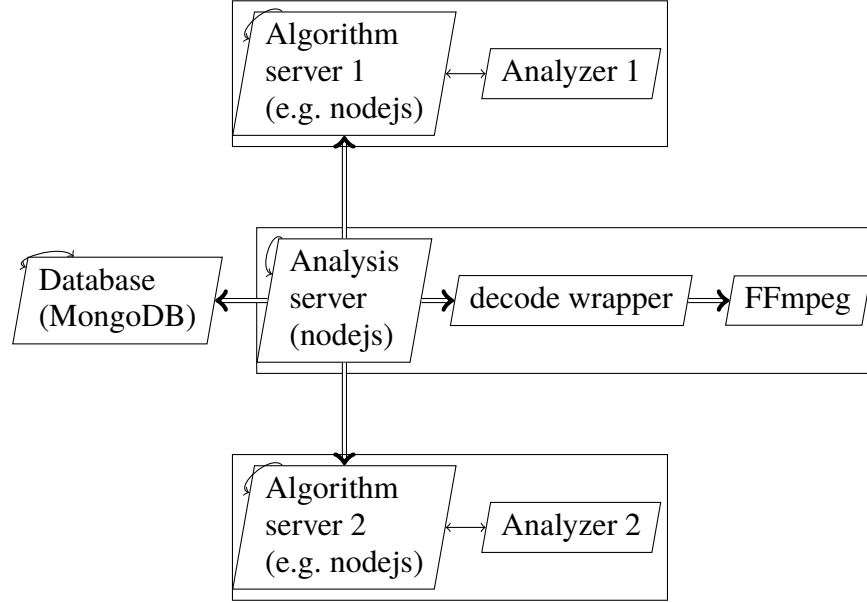 Algorithm
server 1
(e.g. nodejs)
Analyzer 1
Database
(MongoDB)
Analysis
server
(nodejs)
decode wrapper
FFmpeg
Algorithm
server 2
(e.g. nodejs)
Analyzer 2